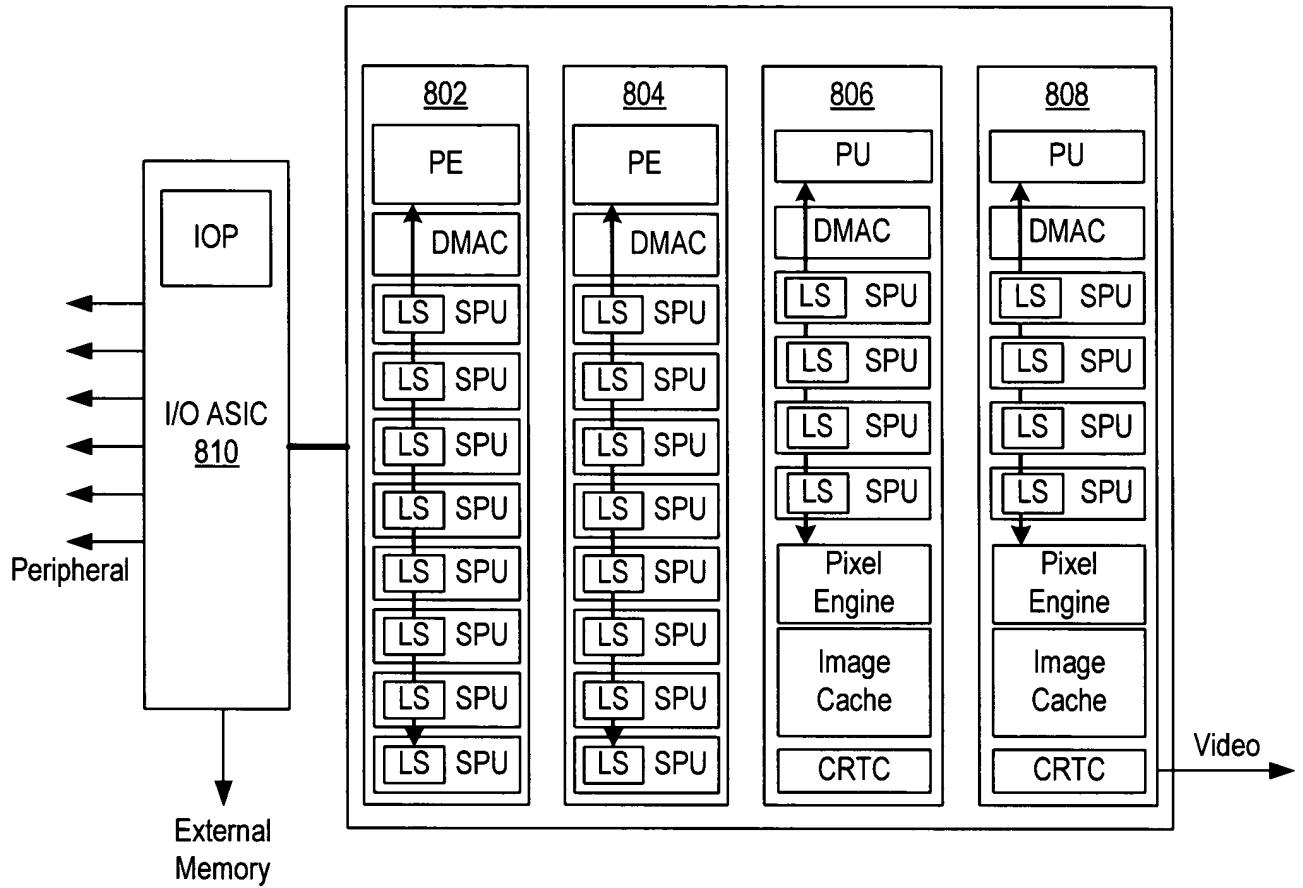 802
PE
DMAC
LS SPU
LS SPU
LS SPU
LS SPU
LS SPU
LS SPU
LS SPU
LS SPU
804
PE
DMAC
LS SPU
LS SPU
LS SPU
LS SPU
LS SPU
LS SPU
LS SPU
LS SPU
806
PU
DMAC
LS SPU
LS SPU
LS SPU
LS SPU
Pixel
Engine
Image
Cache
CRTC
808
PU
DMAC
LS SPU
LS SPU
LS SPU
LS SPU
Pixel
Engine
Image
Cache
CRTC
IOP
I/O ASIC
810
Peripheral
External
Memory
Video